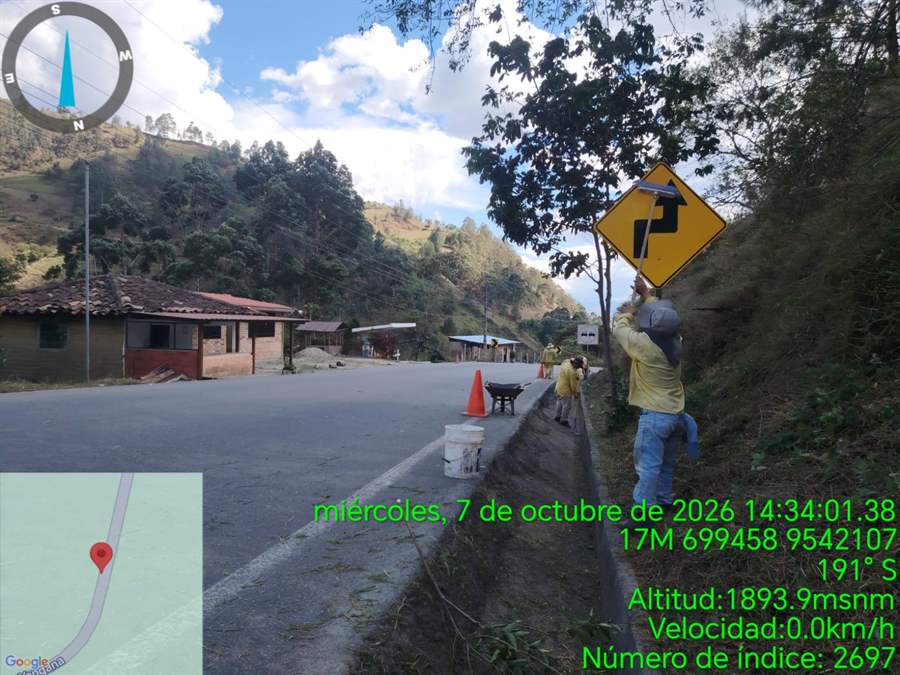 S
W
E
N
miércoles, 7 de octubre de 2026 14:34:01.38
17M 699458 9542107
191° S
Altitud:1893.9msnm
Velocidad:0.0km/h
Número de índice: 2697
Google